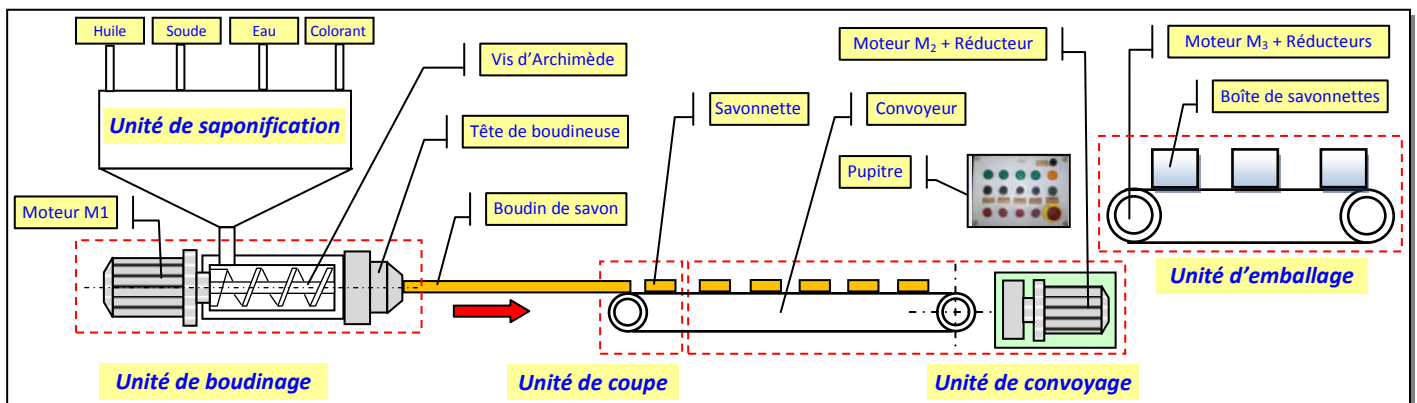 Huile
Soude
Eau
Colorant
Vis d’Archimède
Moteur M2 + Réducteur
Moteur M3 + Réducteurs
Unité de saponification
Tête de boudineuse
Savonnette
Convoyeur
Boîte de savonnettes
Pupitre
Moteur M1
Boudin de savon
Unité d’emballage
Unité de boudinage
Unité de coupe
Unité de convoyage